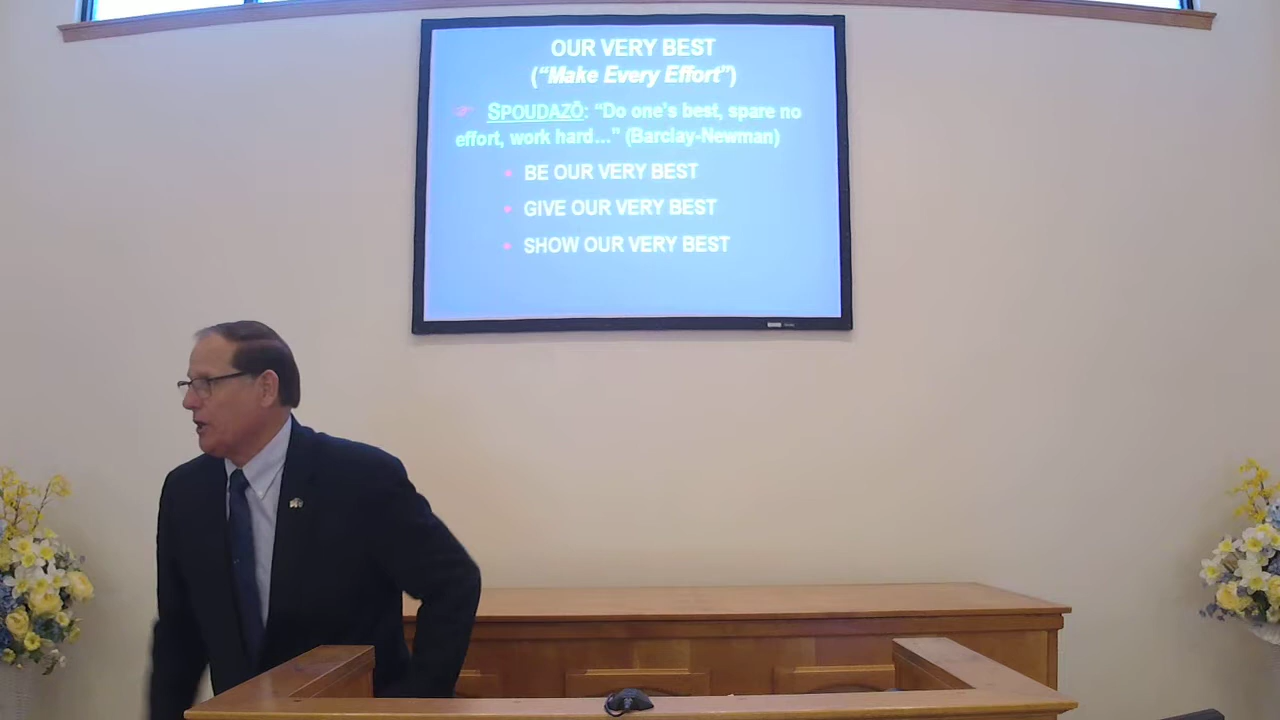 OUR VERY BEST
(“Make Every Effort”)
SPOUDAZŌ: “Do one’s best, spare no
effort, work hard...” (Barclay-Newman)
• BE OUR VERY BEST
• GIVE OUR VERY BEST
• SHOW OUR VERY BEST